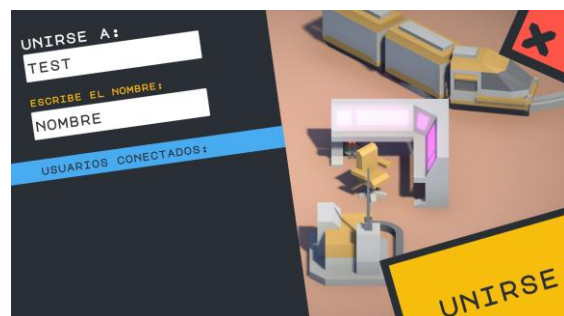 UNIRSE A:
TEST
ESCRIBE EL NOMBRE:
NOMBRE
USUARIOS CONECTADOS:
UNIRSE